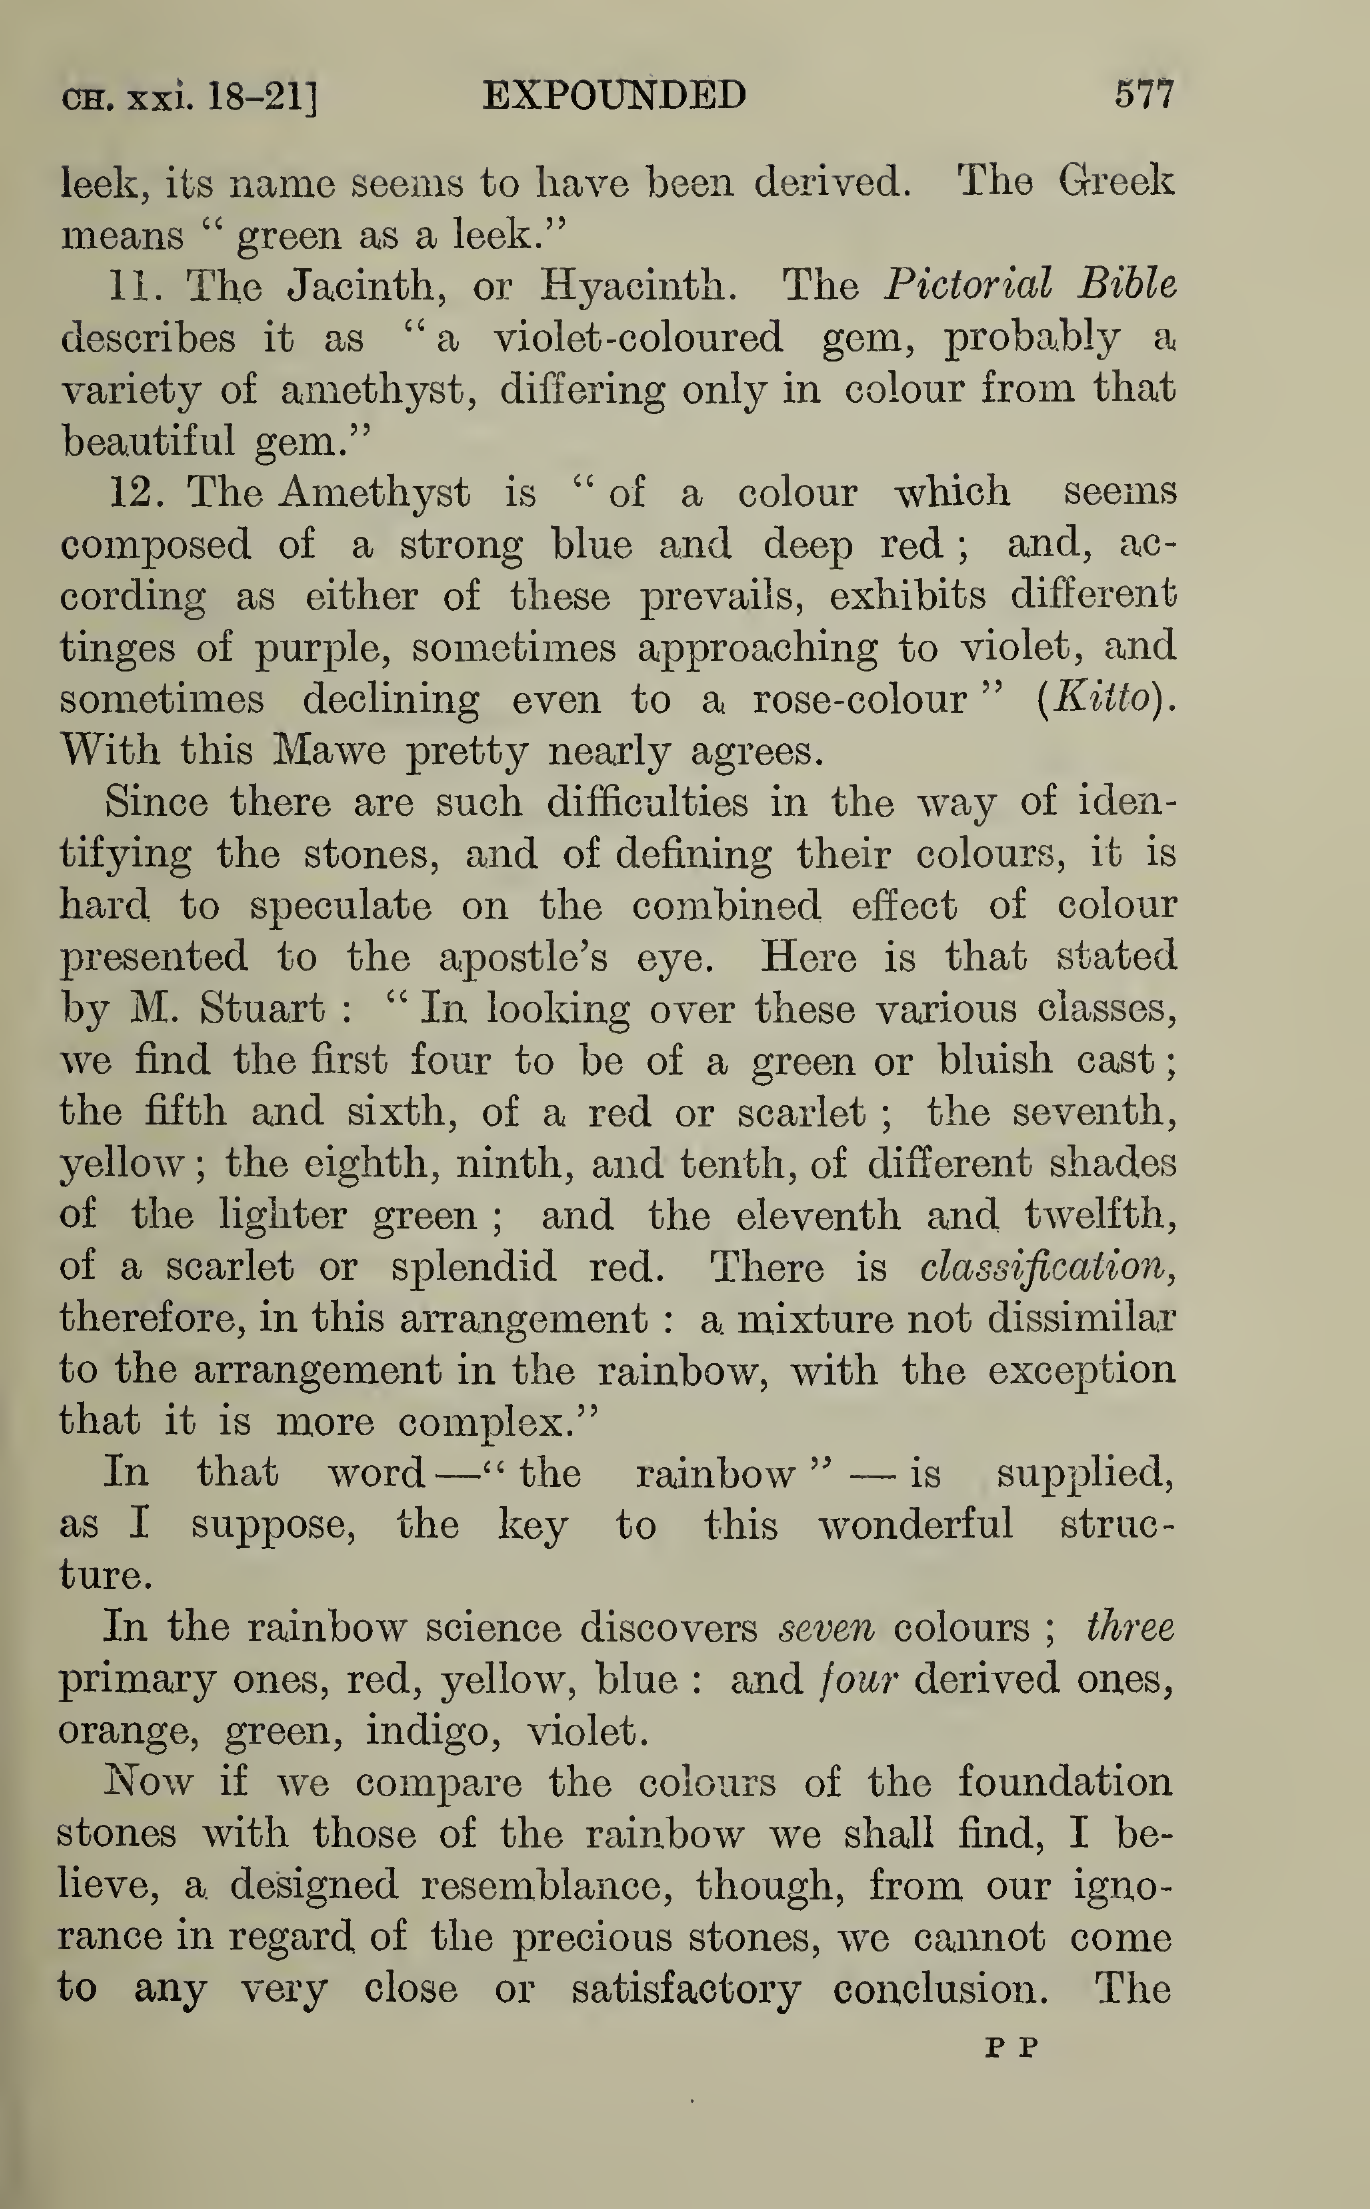 CH. xxi. 18-21] EXPOUNDED 577
leek, its name seems to have been derived. The Greek
means " green as a leek."
11. The Jacinth, or Hyacinth. The Pictorial Bible
describes it as " a violet-coloured gem, probably a
variety of amethyst, differing only in colour from that
beautiful gem."
12. The Amethyst is " of a colour which seems
composed of a strong blue and deep red ; and, ac-
cording as either of these prevails, exhibits different
tinges of purple, sometimes approaching to violet, and
sometimes declining even to a rose-colour " (Kitto).
With this Mawe pretty nearly agrees.
Since there are such difficulties in the way of iden-
tifying the stones, and of defining their colours, it is
hard to speculate on the combined effect of colour
presented to the apostle's eye. Here is that stated
by M. Stuart : " In looking over these various classes,
we find the first four to be of a green or bluish cast ;
the fifth and sixth, of a red or scarlet ; the seventh,
yellow ; the eighth, ninth, and tenth, of different shades
of the lighter green ; and the eleventh and twelfth,
of a scarlet or splendid red. There is classification,
therefore, in this arrangement : a mixture not dissimilar
to the arrangement in the rainbow, with the exception
that it is more complex."
In that word—" the rainbow " — is supplied,
as I suppose, the key to this wonderful struc-
ture.
In the rainbow science discovers seven colours ; three
primary ones, red, yellow, blue : and four derived ones,
orange, green, indigo, violet.
Now if we compare the colours of the foundation
stones with those of the rainbow we shall find, I be-
lieve, a designed resemblance, though, from our igno-
rance in regard of the precious stones, we cannot come
to any very close or satisfactory conclusion. The
P P